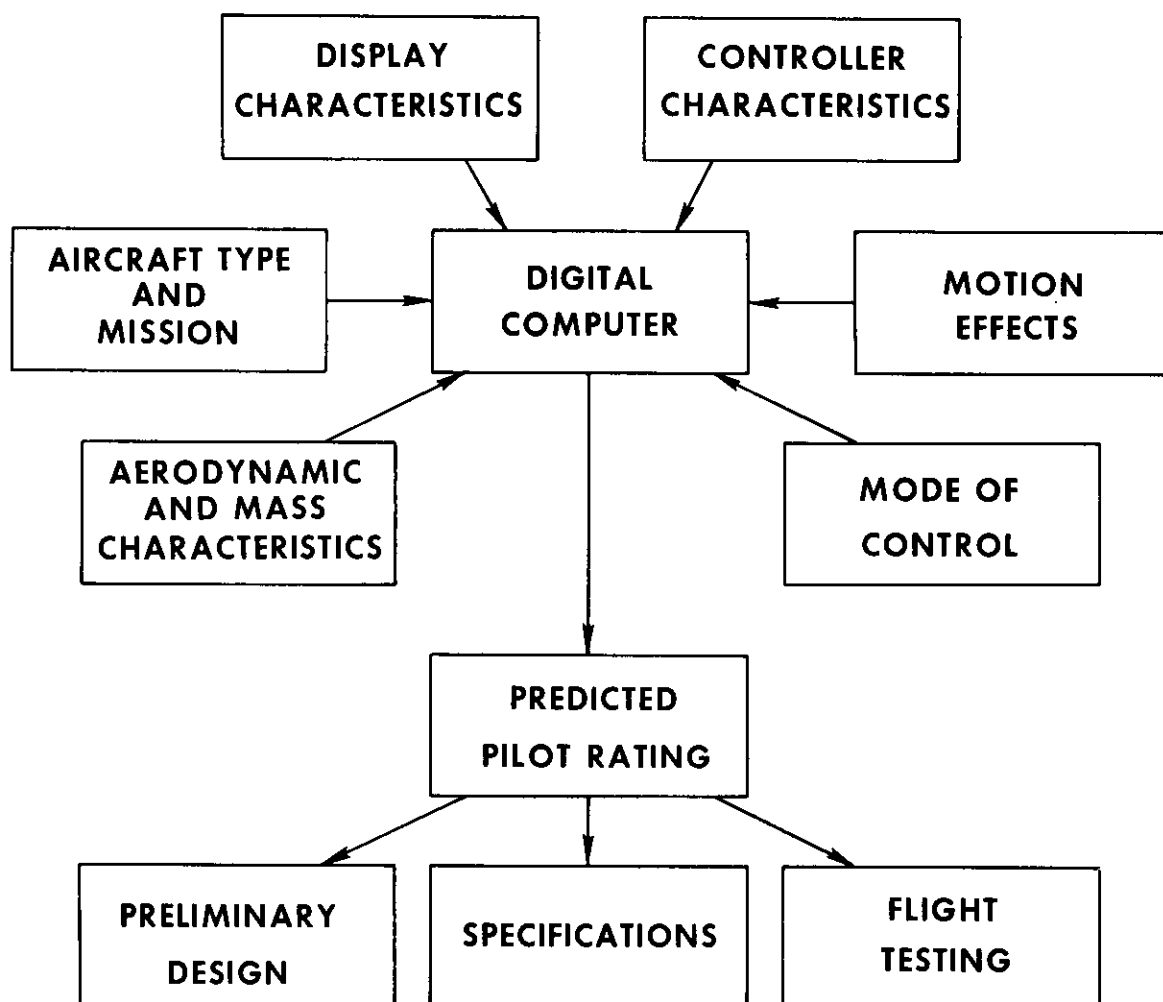 DISPLAY
CHARACTERISTICS
CONTROLLER
CHARACTERISTICS
AIRCRAFT TYPE
AND
MISSION
DIGITAL
COMPUTER
MOTION
EFFECTS
AERODYNAMIC
AND MASS
CHARACTERISTICS
MODE OF
CONTROL
PREDICTED
PILOT RATING
PRELIMINARY
DESIGN
SPECIFICATIONS
FLIGHT
TESTING